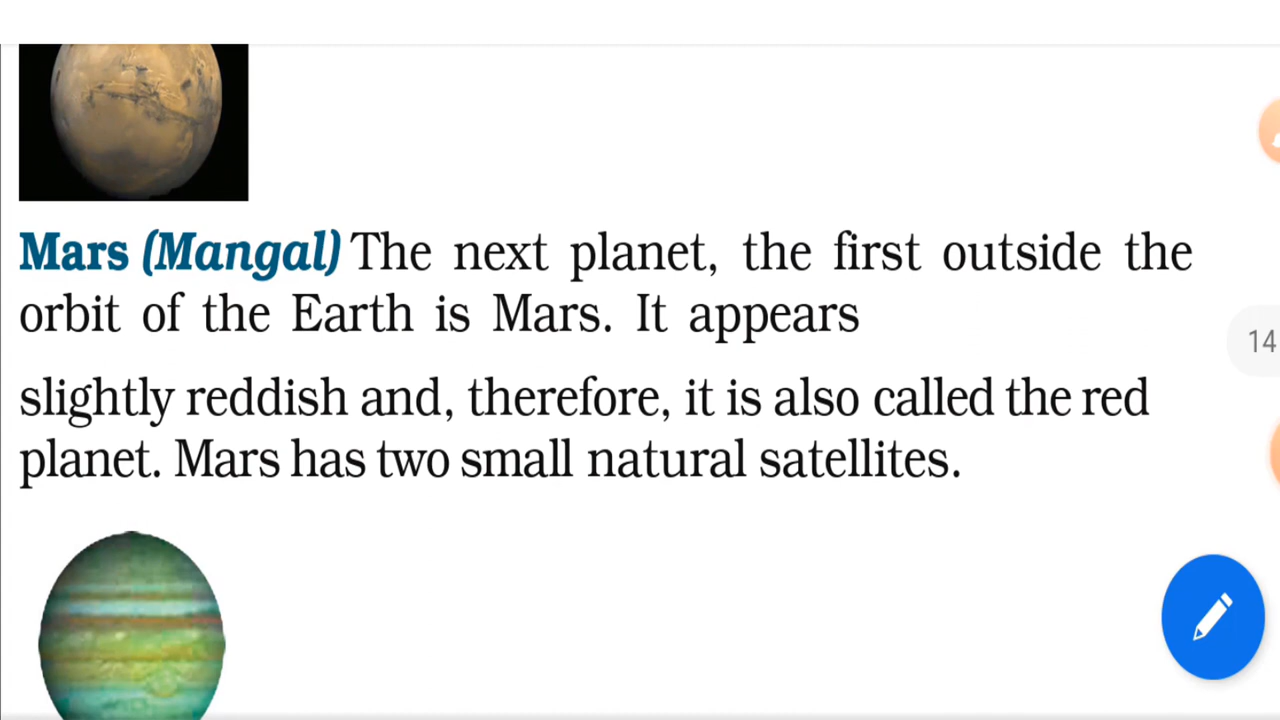 Mars (Mangal) The next planet, the first outside the
orbit of the Earth is Mars. It appears
slightly reddish and, therefore, it is also called the red
planet. Mars has two small natural satellites.
14